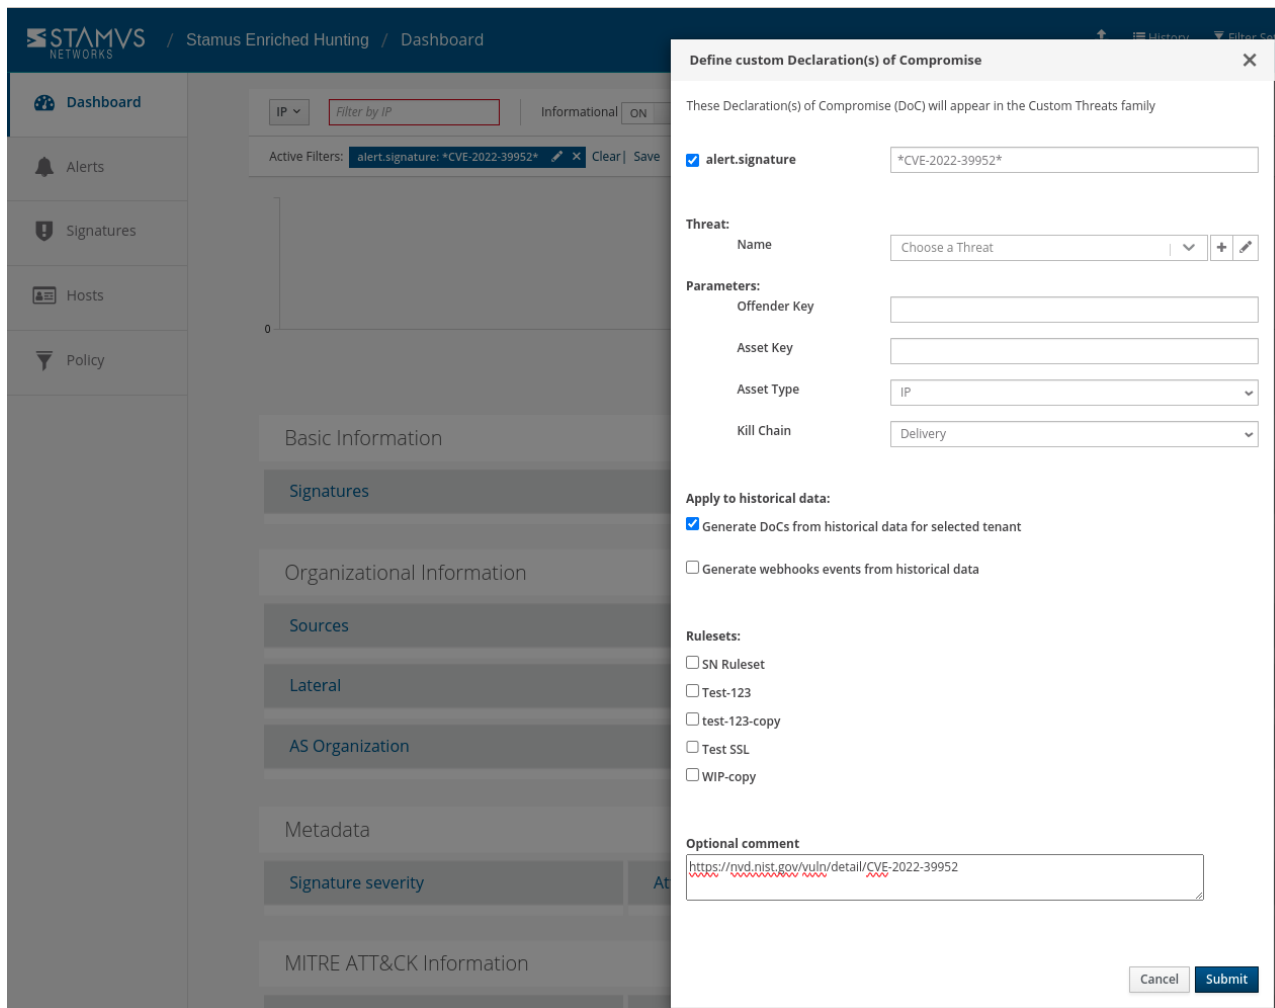 STAMVS
NETWORKS
/ Stamus Enriched Hunting / Dashboard
History
Filter Set
Dashboard
Alerts
Signatures
Hosts
Policy
IP
Filter by IP
Informational
ON
Active Filters:
alert.signature: *CVE-2022-39952*
Clear| Save
0
Basic Information
Signatures
Organizational Information
Sources
Lateral
AS Organization
Metadata
Signature severity
At
MITRE ATT&CK Information
Define custom Declaration(s) of Compromise
These Declaration(s) of Compromise (DoC) will appear in the Custom Threats family
alert.signature
*CVE-2022-39952*
Threat:
Name
Choose a Threat
Parameters:
Offender Key
Asset Key
Asset Type
IP
Kill Chain
Delivery
Apply to historical data:
Generate DoCs from historical data for selected tenant
Generate webhooks events from historical data
Rulesets:
SN Ruleset
Test-123
test-123-copy
Test SSL
WIP-copy
Optional comment
https://nvd.nist.gov/vuln/detail/CVE-2022-39952
Cancel
Submit